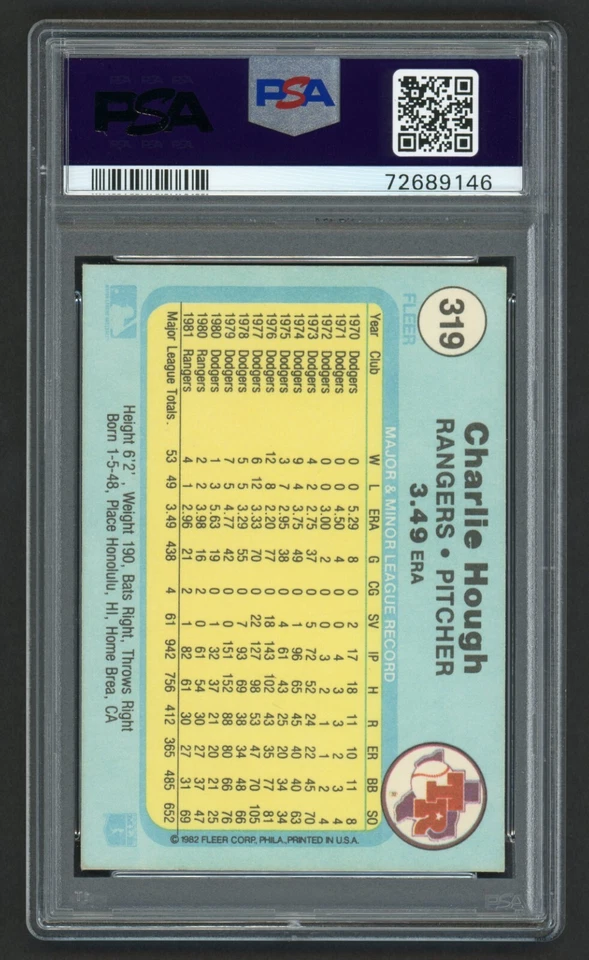 PSA
PSA
72689146
319
FLEER
Charlie Hough
RANGERS • PITCHER
3.49 ERA
TR
MAJOR & MINOR LEAGUE RECORD
Year Club W L ERA G CG SV IP H R ER BB SO
1970 Dodgers 0 0 5.29 8 0 2 17 18 11 10 11 8
1971 Dodgers 0 0 4.50 4 0 0 4 3 3 2 3 4
1972 Dodgers 0 0 3.00 2 0 0 3 2 1 1 2 4
1973 Dodgers 4 2 2.75 37 0 5 72 52 24 22 45 70
1974 Dodgers 9 4 3.75 49 0 1 96 65 45 40 40 63
1975 Dodgers 3 7 2.95 38 0 4 61 43 25 20 34 34
1976 Dodgers 12 8 2.20 77 0 18 143 102 43 35 77 81
1977 Dodgers 6 12 3.33 70 0 22 127 98 53 47 70 105
1978 Dodgers 5 5 3.29 55 0 7 93 69 38 34 48 66
1979 Dodgers 7 5 4.77 42 0 0 151 152 88 80 66 76
1980 Dodgers 1 3 5.63 19 0 1 32 37 21 20 21 25
1980 Rangers 2 2 3.98 16 2 0 61 54 30 27 37 47
1981 Rangers 4 1 2.96 21 2 1 82 61 30 27 31 69
Major League Totals. 53 49 3.49 438 4 61 942 756 412 365 485 652
© 1982 FLEER CORP., PHILA., PRINTED IN U.S.A.
Height 6'2", Weight 190, Bats Right, Throws Right
Born 1-5-48, Place Honolulu, HI, Home Brea, CA
PSA